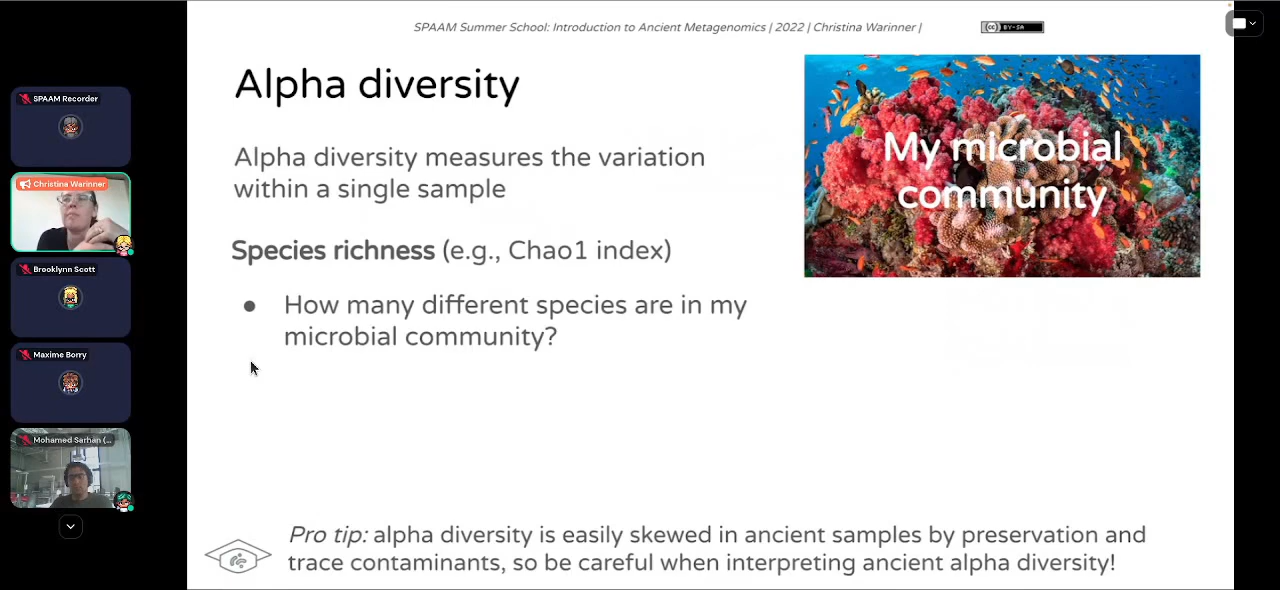 SPAAM Summer School: Introduction to Ancient Metagenomics | 2022 | Christina Warinner |
CC BY-SA
Alpha diversity
Alpha diversity measures the variation
within a single sample
My microbial
community
Species richness (e.g., Chao1 index)
● How many different species are in my
microbial community?
Pro tip: alpha diversity is easily skewed in ancient samples by preservation and
trace contaminants, so be careful when interpreting ancient alpha diversity!
SPAAM Recorder
Christina Warinner
Brooklynn Scott
Maxime Borry
Mohamed Sarhan (...